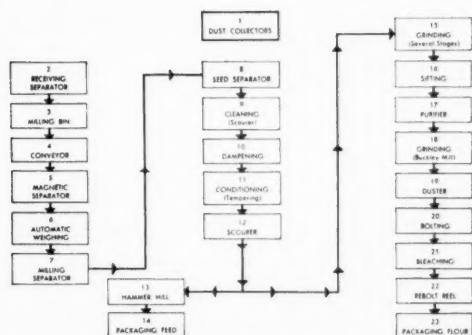 1
DUST COLLECTORS
2
RECEIVING
SEPARATOR
3
MILLING BIN
4
CONVEYOR
5
MAGNETIC
SEPARATOR
6
AUTOMATIC
WEIGHING
7
MILLING
SEPARATOR
8
SEED SEPARATOR
9
CLEANING
(Scourer)
10
DAMPENING
11
CONDITIONING
(Tempering)
12
SCOURER
13
HAMMER MILL
14
PACKAGING FEED
15
GRINDING
(Several Stages)
16
SIFTING
17
PURIFIER
18
GRINDING
(Buckley Mill)
19
DUSTER
20
BOLTING
21
BLEACHING
22
REBOLT REEL
23
PACKAGING FLOUR